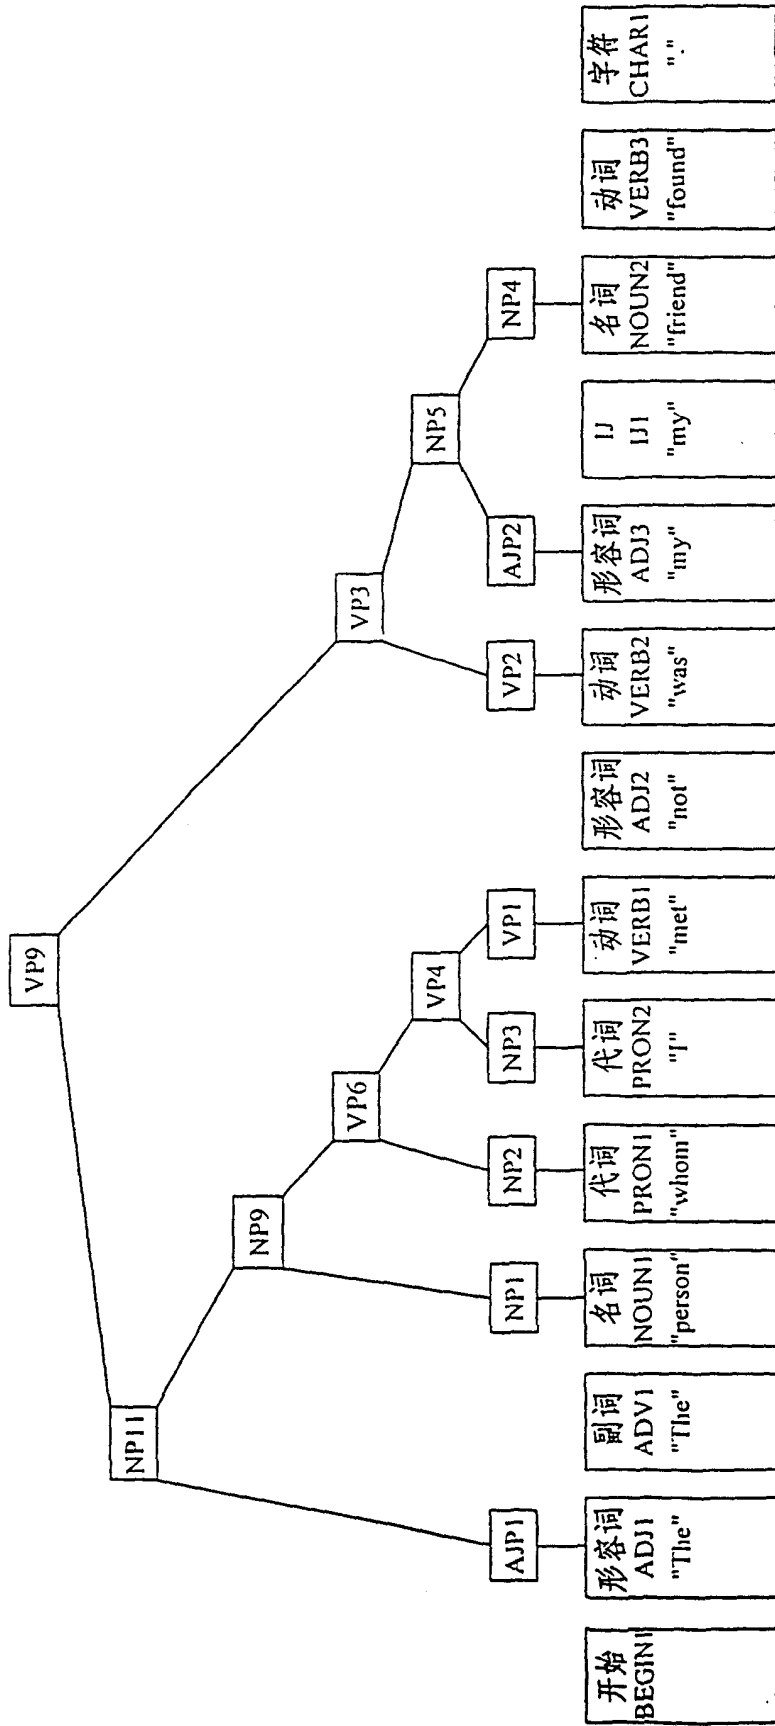 VP9
NP11
NP9
VP6
VP3
VP4
NP5
AJP1
NP1
NP2
NP3
VP1
VP2
AJP2
NP4
开始
BEGIN1
形容词
ADJ1
"The"
副词
ADV1
"The"
名词
NOUN1
"person"
代词
PRON1
"whom"
代词
PRON2
"I"
动词
VERB1
"met"
形容词
ADJ2
"not"
动词
VERB2
"was"
形容词
ADJ3
"my"
IJ
IJ1
"my"
名词
NOUN2
"friend"
动词
VERB3
"found"
字符
CHAR1
"."